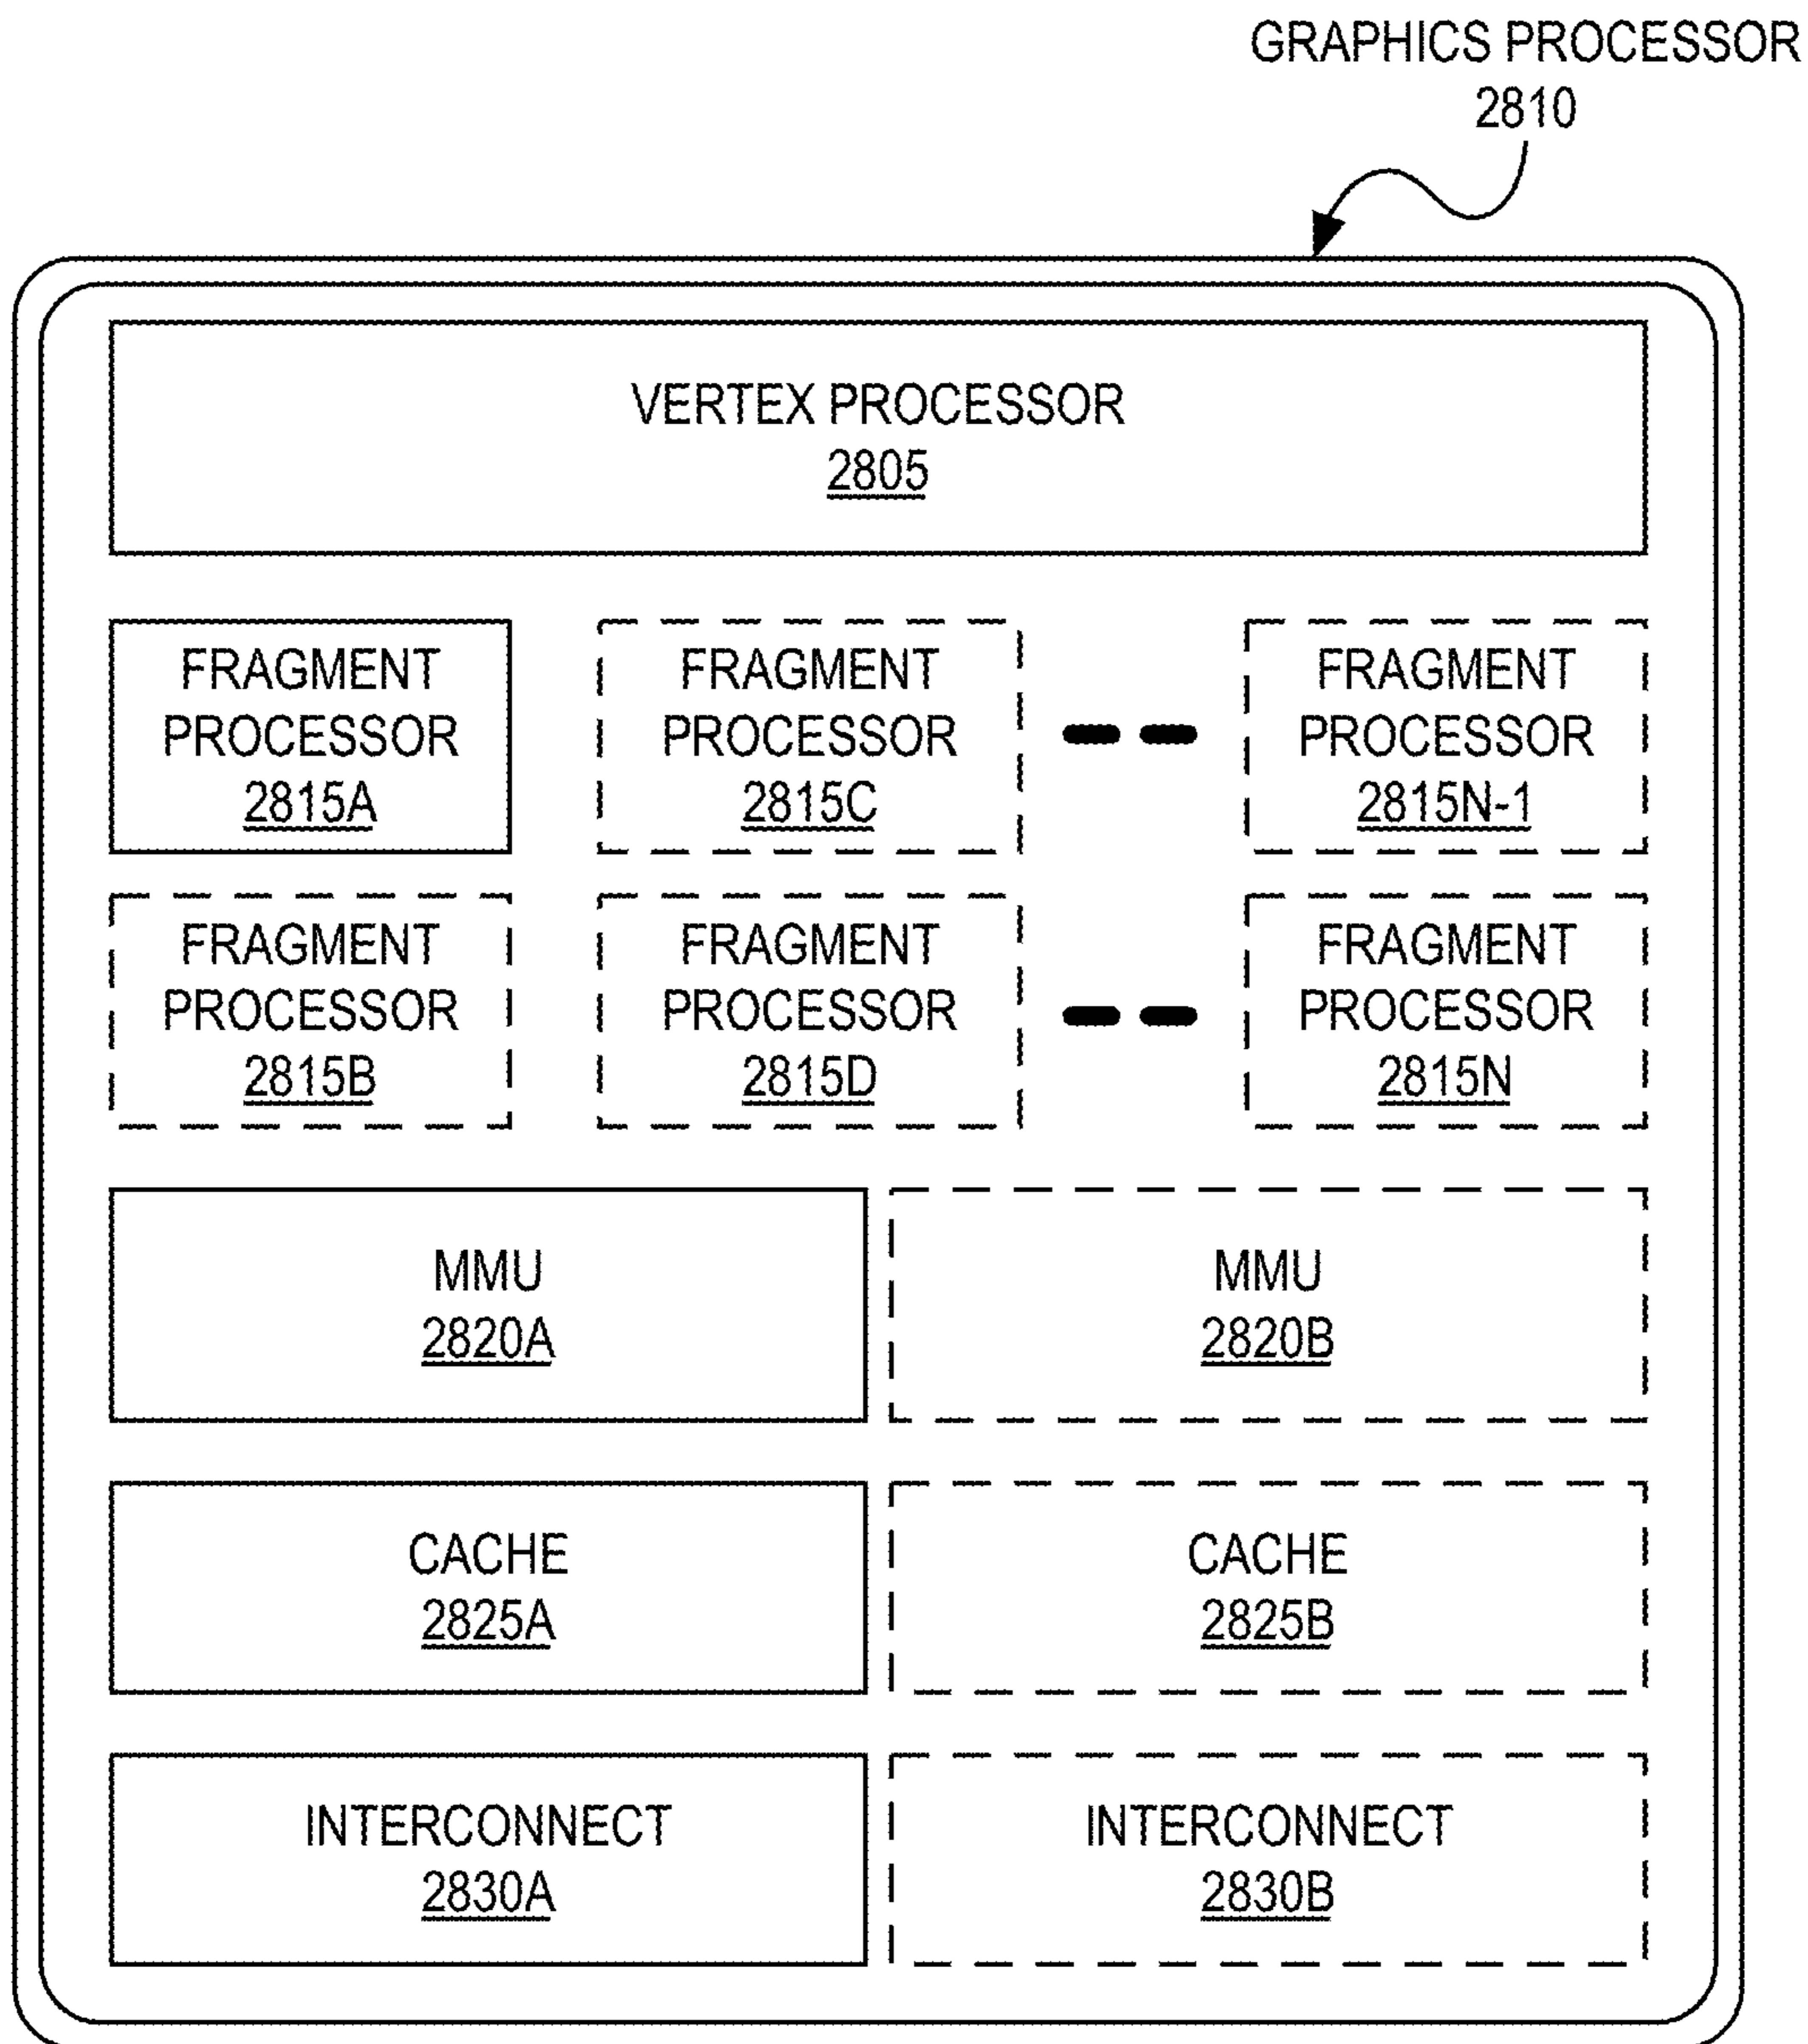 GRAPHICS PROCESSOR
2810
VERTEX PROCESSOR
2805
FRAGMENT
PROCESSOR
2815A
FRAGMENT
PROCESSOR
2815C
FRAGMENT
PROCESSOR
2815N-1
FRAGMENT
PROCESSOR
2815B
FRAGMENT
PROCESSOR
2815D
FRAGMENT
PROCESSOR
2815N
MMU
2820A
MMU
2820B
CACHE
2825A
CACHE
2825B
INTERCONNECT
2830A
INTERCONNECT
2830B